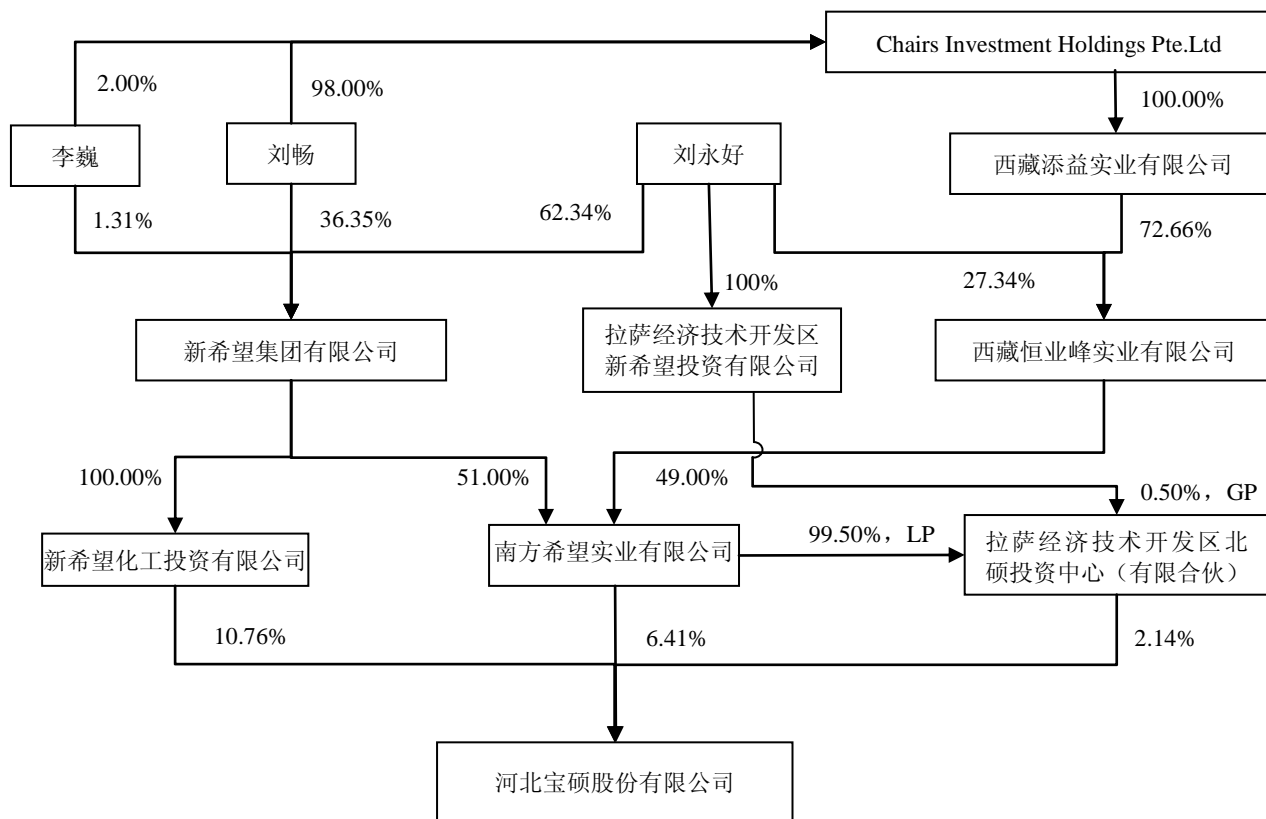 Chairs Investment Holdings Pte.Ltd
2.00%
98.00%
100.00%
李巍
刘畅
刘永好
西藏添益实业有限公司
1.31%
36.35%
62.34%
72.66%
100%
27.34%
新希望集团有限公司
拉萨经济技术开发区
新希望投资有限公司
西藏恒业峰实业有限公司
100.00%
51.00%
49.00%
0.50%，GP
新希望化工投资有限公司
南方希望实业有限公司
99.50%，LP
拉萨经济技术开发区北
硕投资中心（有限合伙）
10.76%
6.41%
2.14%
河北宝硕股份有限公司